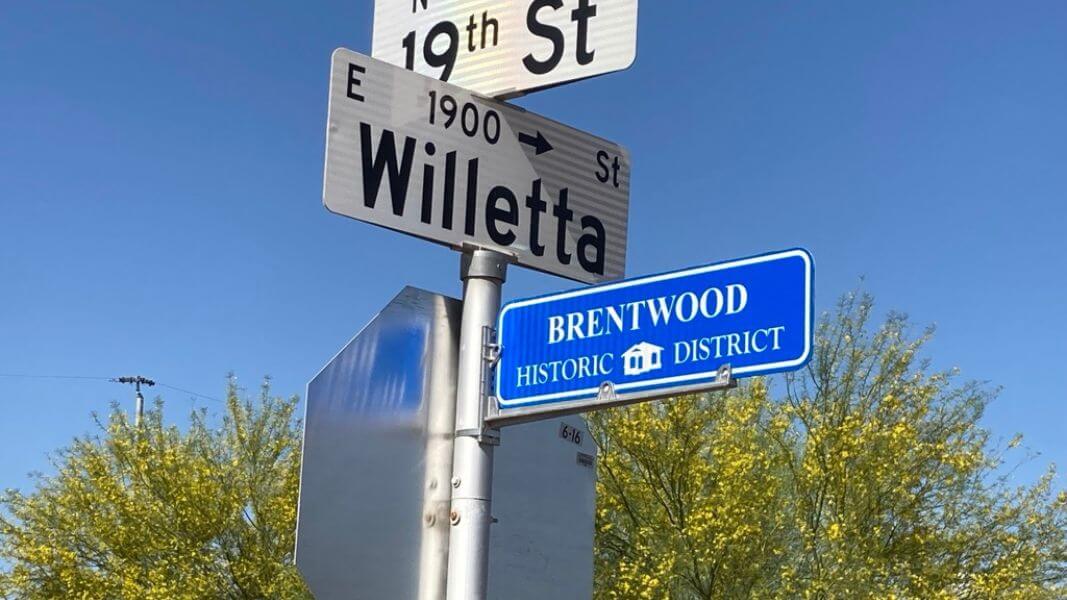 N
19th St
E 1900 → St
Willetta
BRENTWOOD
HISTORIC DISTRICT
6-16